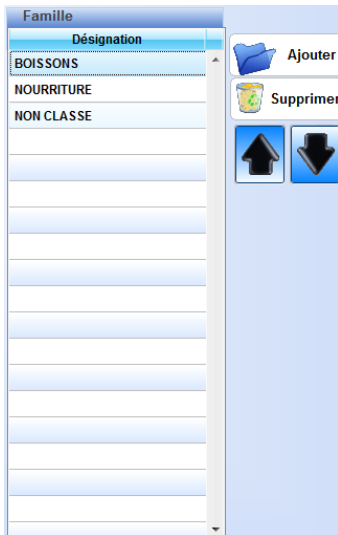 Famille
Désignation
BOISSONS
NOURRITURE
NON CLASSE
Ajouter
Supprimer